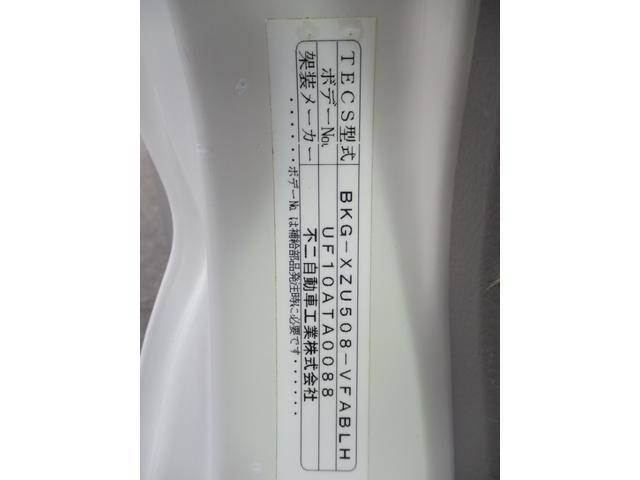 TECS型式 BKG-XZU508-VFABLH
ボデーNo. UF10ATA0088
架装メーカー 不二自動車工業株式会社
......ボデーNo.は補給部品発注時に必要です......